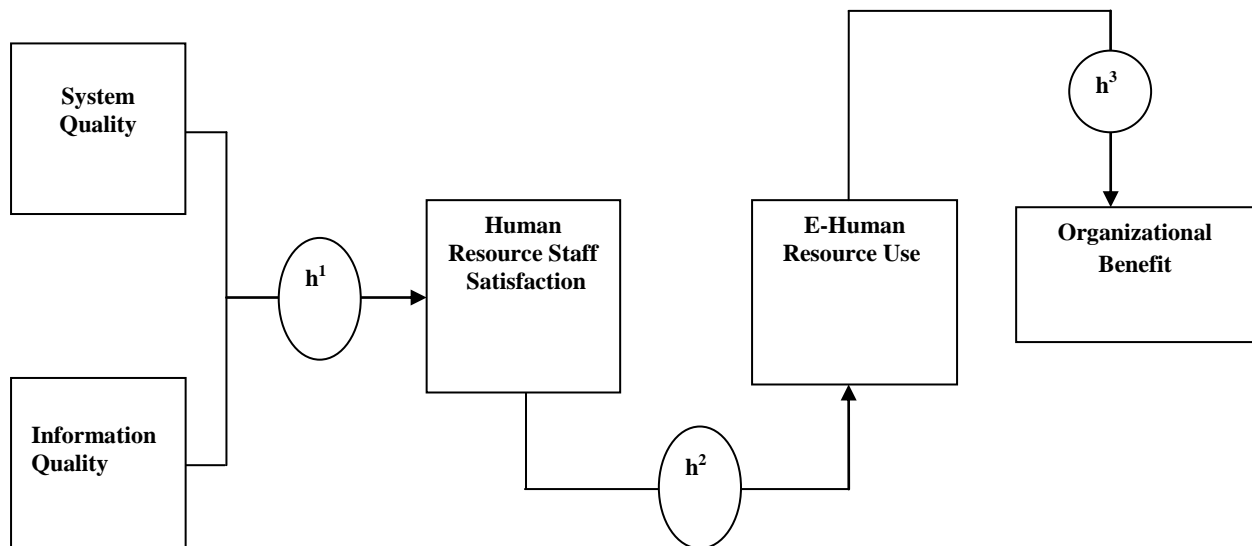 System
Quality
Information
Quality
h¹
Human
Resource Staff
Satisfaction
h²
E-Human
Resource Use
h³
Organizational
Benefit